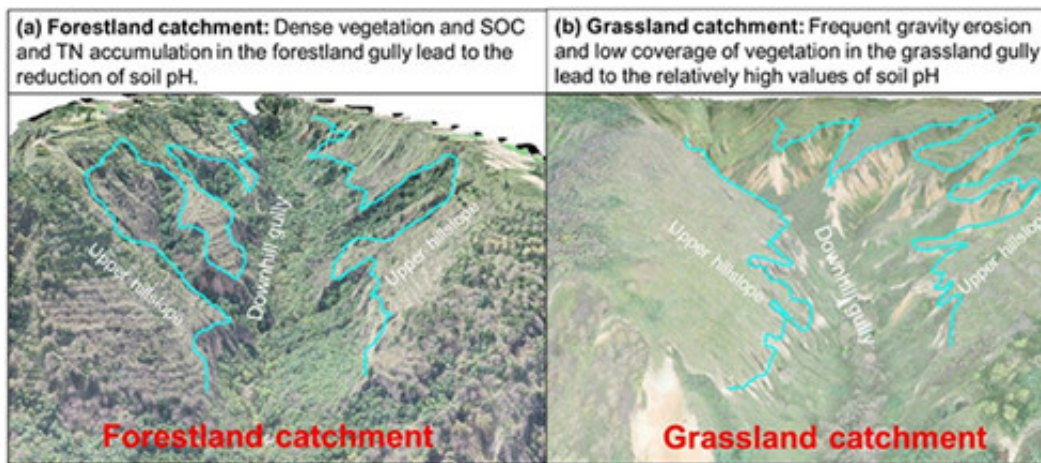 (a) Forestland catchment: Dense vegetation and SOC
and TN accumulation in the forestland gully lead to the
reduction of soil pH.
(b) Grassland catchment: Frequent gravity erosion
and low coverage of vegetation in the grassland gully
lead to the relatively high values of soil pH
Upper hillslope
Downhill gully
Upper hillslope
Forestland catchment
Upper hillslope
Downhill gully
Upper hillslope
Grassland catchment